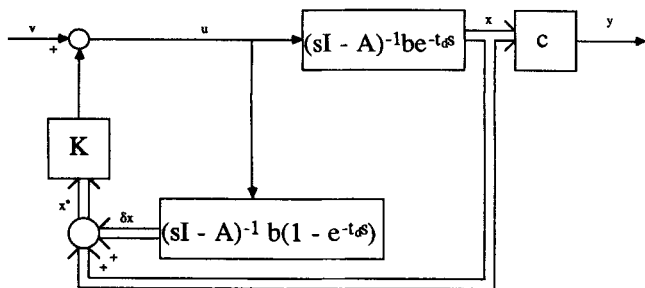 v
+
u
(sI - A)⁻¹be⁻ᵗᵈˢ
x
c
y
K
x*
δx
(sI - A)⁻¹ b(1 - e⁻ᵗᵈˢ)
+
+